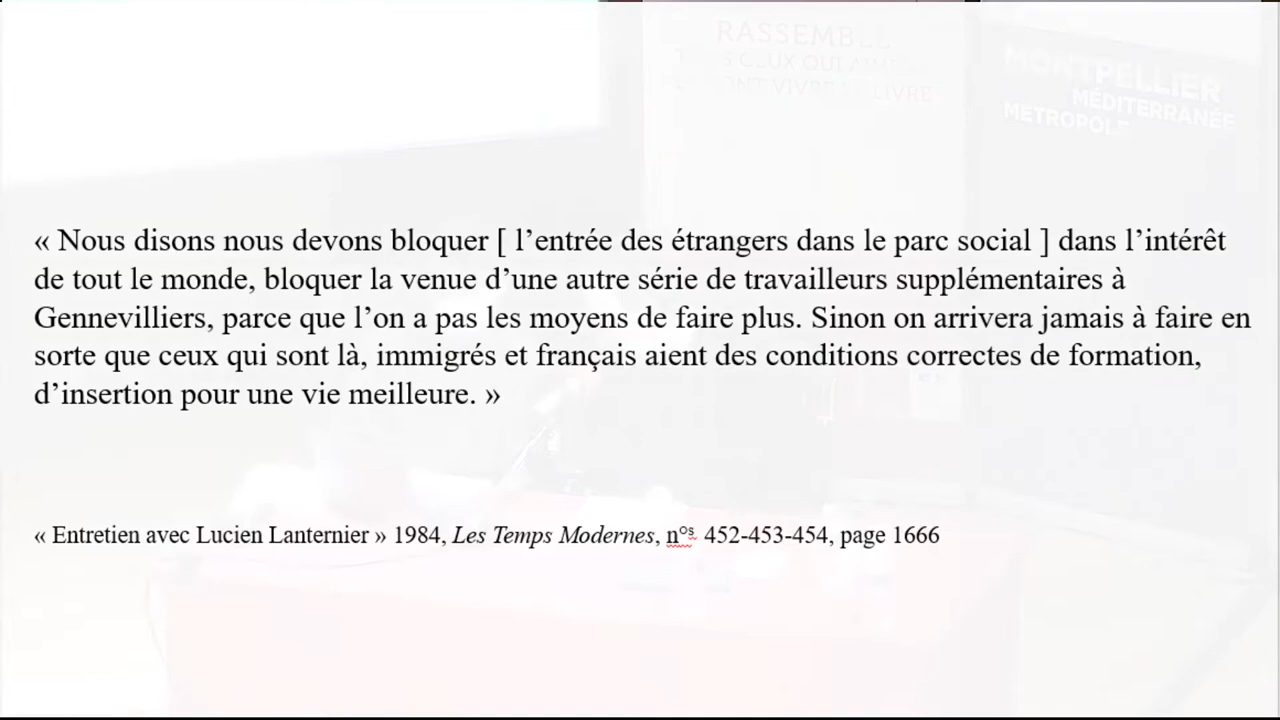 RASSEMBLE
MONTPELLIER
MÉDITERRANÉE
MÉTROPOLE
« Nous disons nous devons bloquer [ l’entrée des étrangers dans le parc social ] dans l’intérêt
de tout le monde, bloquer la venue d’une autre série de travailleurs supplémentaires à
Gennevilliers, parce que l’on a pas les moyens de faire plus. Sinon on arrivera jamais à faire en
sorte que ceux qui sont là, immigrés et français aient des conditions correctes de formation,
d’insertion pour une vie meilleure. »
« Entretien avec Lucien Lanternier » 1984, Les Temps Modernes, nᵒˢ 452-453-454, page 1666